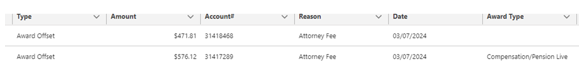 Type Amount Account# Reason Date Award Type
Award Offset $471.81 31418468 Attorney Fee 03/07/2024
Award Offset $576.12 31417289 Attorney Fee 03/07/2024 Compensation/Pension Live